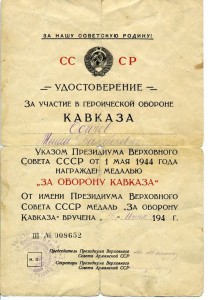 ЗА НАШУ СОВЕТСКУЮ РОДИНУ!
СС СР
УДОСТОВЕРЕНИЕ
ЗА УЧАСТИЕ В ГЕРОИЧЕСКОЙ ОБОРОНЕ
КАВКАЗА
УКАЗОМ ПРЕЗИДИУМА ВЕРХОВНОГО
СОВЕТА СССР ОТ 1 МАЯ 1944 ГОДА
НАГРАЖДЕН МЕДАЛЬЮ
"ЗА ОБОРОНУ КАВКАЗА"
ОТ ИМЕНИ ПРЕЗИДИУМА ВЕРХОВНОГО
СОВЕТА СССР МЕДАЛЬ „ЗА ОБОРОНУ
КАВКАЗА" ВРУЧЕНА 194 Г.
Ш № 008652
Председатель Президиума Верховного
Совета Армянской ССР
М. П.
Секретарь Президиума Верховного
Совета Армянской ССР